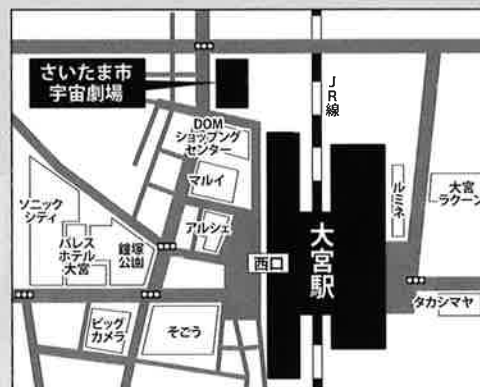 さいたま市
宇宙劇場
JR線
DOM
ショッピング
センター
マルイ
ソニック
シティ
アルシェ
パレス
ホテル
大宮
鐘塚
公園
西口
大宮駅
ルミネ
大宮
ラクーン
タカシマヤ
ビッグ
カメラ
そごう